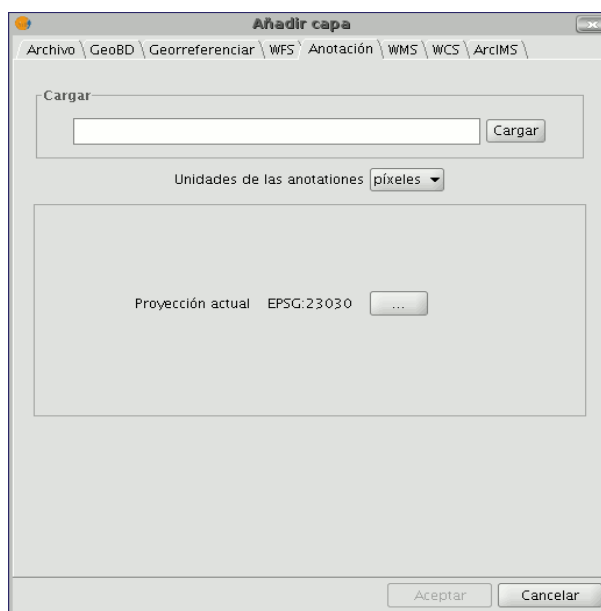 Añadir capa
Archivo \ GeoBD \ Georreferenciar \ WFS Anotación \ WMS \ WCS \ ArcIMS \
Cargar
Cargar
Unidades de las anotationes píxeles
Proyección actual EPSG:23030 ...
Aceptar Cancelar